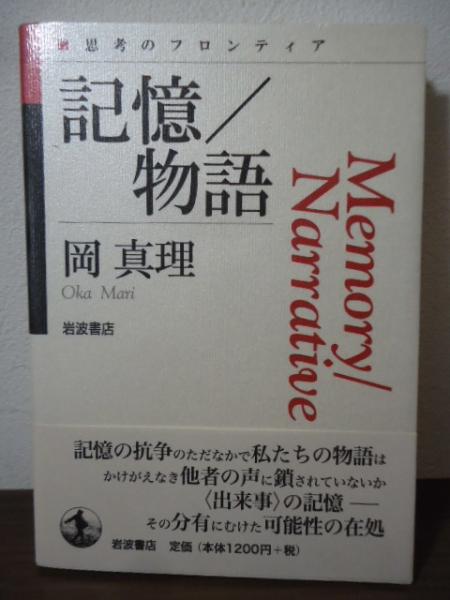 思考のフロンティア
記憶／
物語
Memory/
Narrative
岡 真理
Oka Mari
岩波書店
記憶の抗争のただなかで私たちの物語は
かけがえなき他者の声に鎖されていないか
〈出来事〉の記憶——
その分有にむけた可能性の在処
岩波書店 定価（本体1200円＋税）